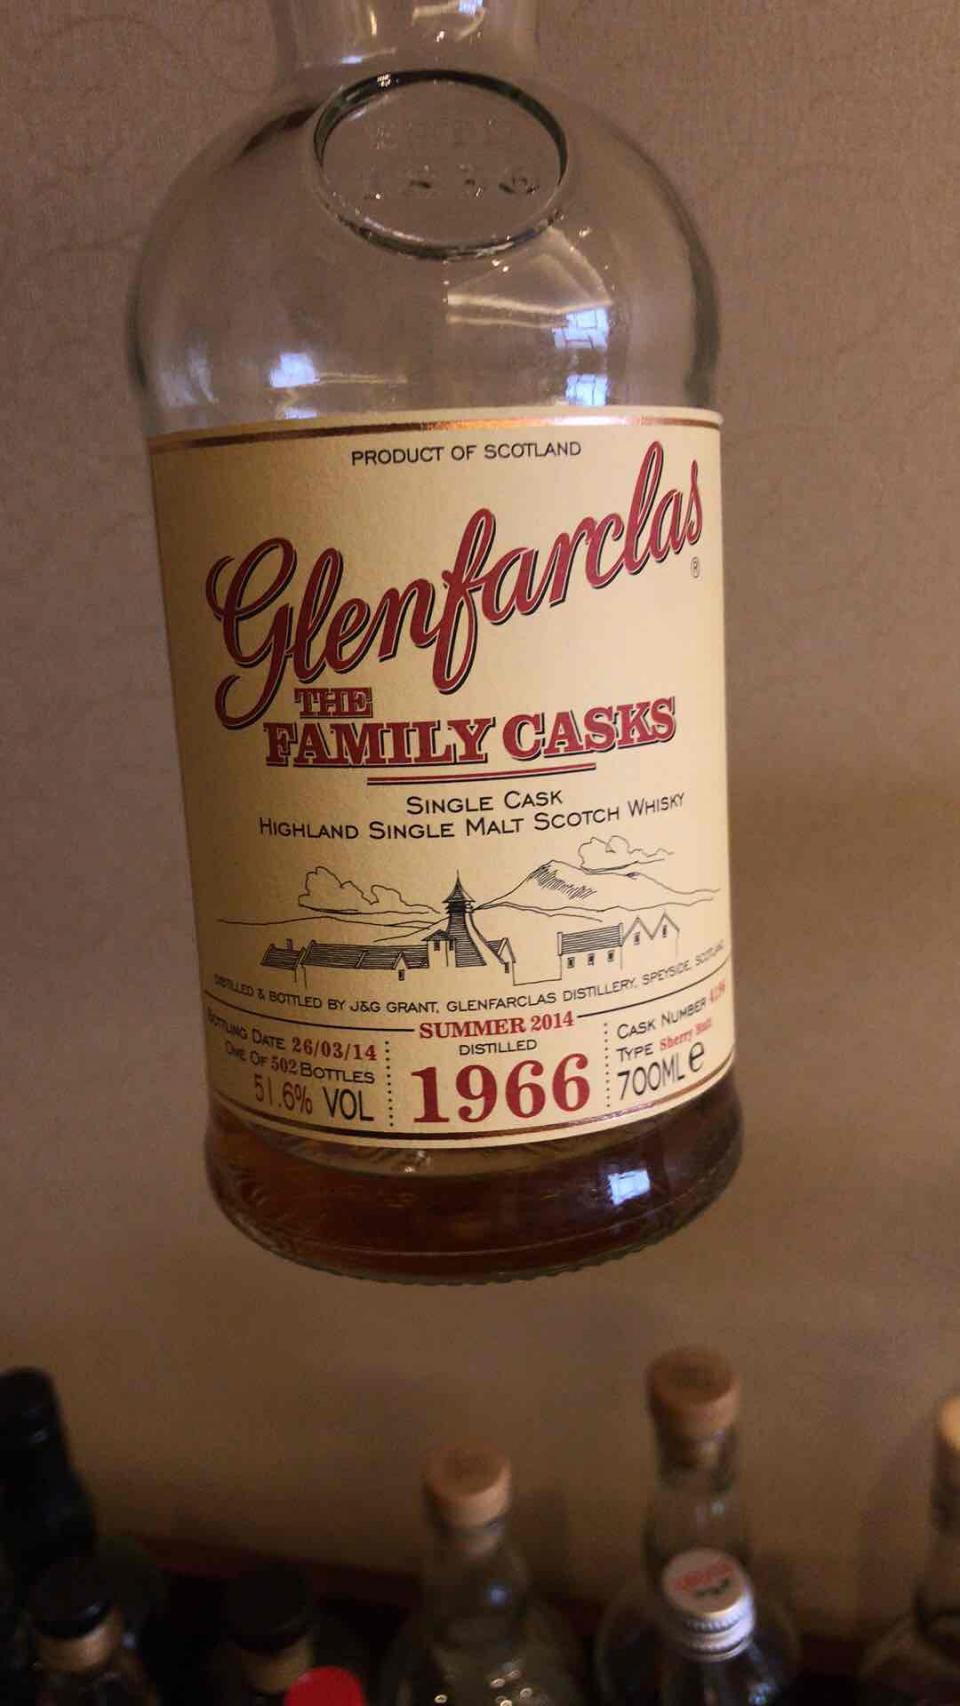 PRODUCT OF SCOTLAND
Glenfarclas ®
THE
FAMILY CASKS
SINGLE CASK
HIGHLAND SINGLE MALT SCOTCH WHISKY
DISTILLED & BOTTLED BY J&G GRANT, GLENFARCLAS DISTILLERY, SPEYSIDE, SCOTLAND
BOTTLING DATE 26/03/14
ONE OF 502 BOTTLES
51.6% VOL
SUMMER 2014
DISTILLED
1966
CASK NUMBER
TYPE Sherry Butt
700ML e